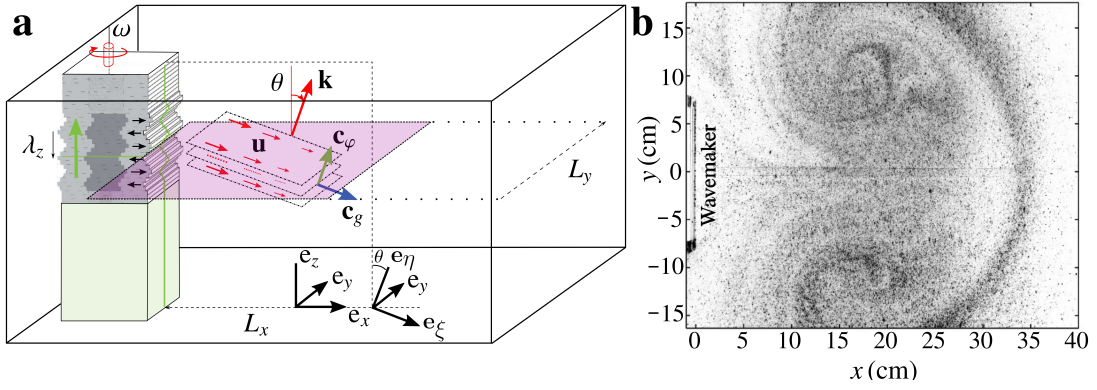 a
ω
θ
k
λz
u
cφ
cg
Ly
Lx
ez
ey
ex
θ
eη
ey
eξ
b
15
10
5
0
−5
−10
−15
y (cm)
Wavemaker
0 5 10 15 20 25 30 35 40
x (cm)